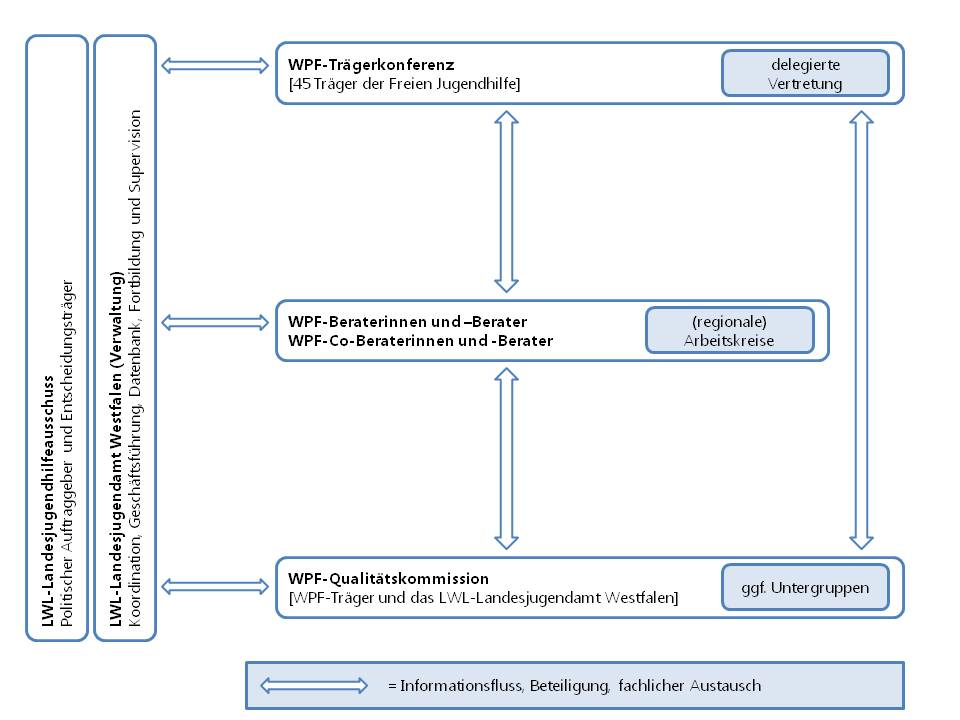 LWL-Landesjugendhilfeausschuss
Politischer Auftraggeber und Entscheidungsträger
LWL-Landesjugendamt Westfalen (Verwaltung)
Koordination, Geschäftsführung, Datenbank, Fortbildung und Supervision
WPF-Trägerkonferenz
[45 Träger der Freien Jugendhilfe]
delegierte
Vertretung
WPF-Beraterinnen und –Berater
WPF-Co-Beraterinnen und -Berater
(regionale)
Arbeitskreise
WPF-Qualitätskommission
[WPF-Träger und das LWL-Landesjugendamt Westfalen]
ggf. Untergruppen
= Informationsfluss, Beteiligung, fachlicher Austausch